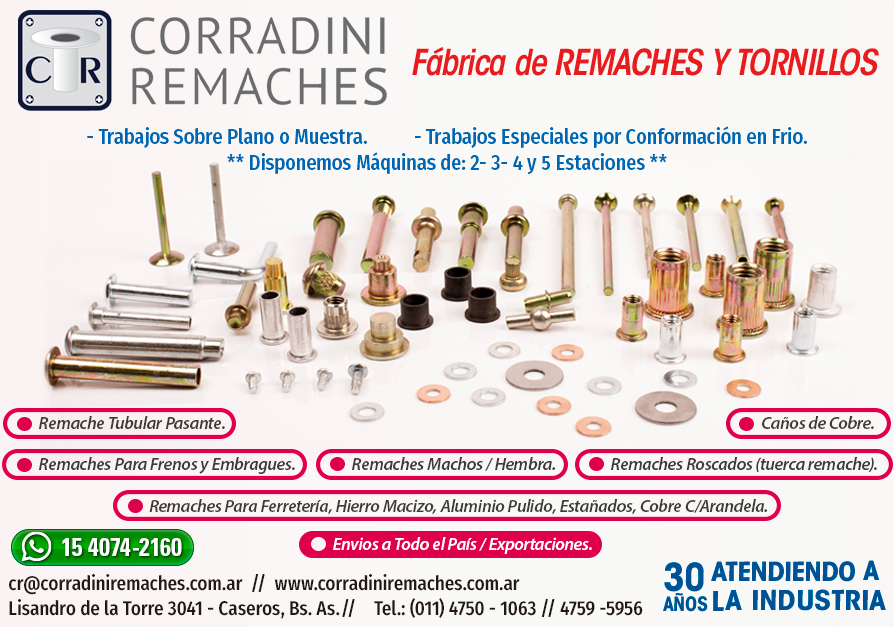 C R
CORRADINI
REMACHES
Fábrica de REMACHES Y TORNILLOS
- Trabajos Sobre Plano o Muestra. - Trabajos Especiales por Conformación en Frio.
** Disponemos Máquinas de: 2- 3- 4 y 5 Estaciones **
Remache Tubular Pasante.
Caños de Cobre.
Remaches Para Frenos y Embragues.
Remaches Machos / Hembra.
Remaches Roscados (tuerca remache).
Remaches Para Ferretería, Hierro Macizo, Aluminio Pulido, Estañados, Cobre C/Arandela.
15 4074-2160
Envios a Todo el País / Exportaciones.
cr@corradiniremaches.com.ar // www.corradiniremaches.com.ar
Lisandro de la Torre 3041 - Caseros, Bs. As. // Tel.: (011) 4750 - 1063 // 4759 -5956
30 AÑOS
ATENDIENDO A
LA INDUSTRIA